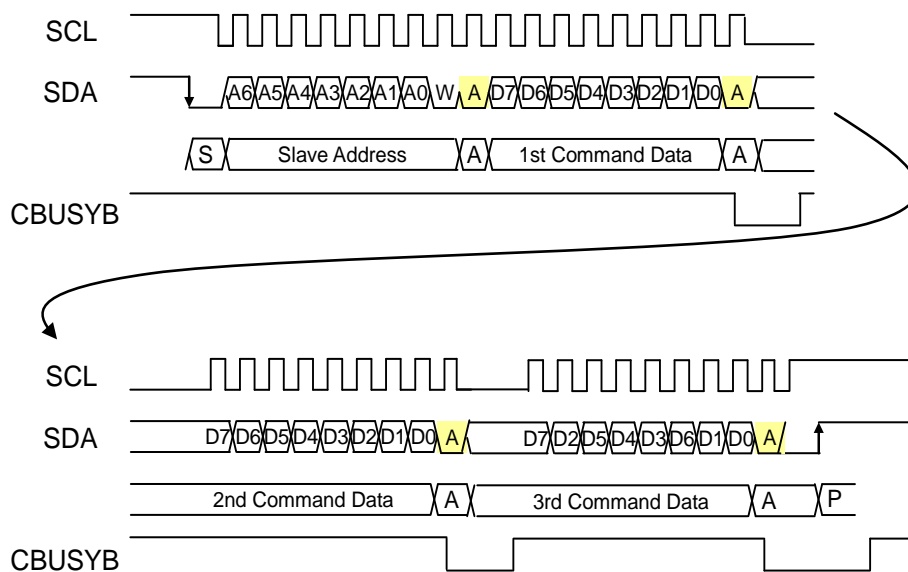 SCL
SDA
A6 A5 A4 A3 A2 A1 A0 W A D7 D6 D5 D4 D3 D2 D1 D0 A
S Slave Address A 1st Command Data A
CBUSYB
SCL
SDA
D7 D6 D5 D4 D3 D2 D1 D0 A D7 D2 D5 D4 D3 D6 D1 D0 A
2nd Command Data A 3rd Command Data A P
CBUSYB